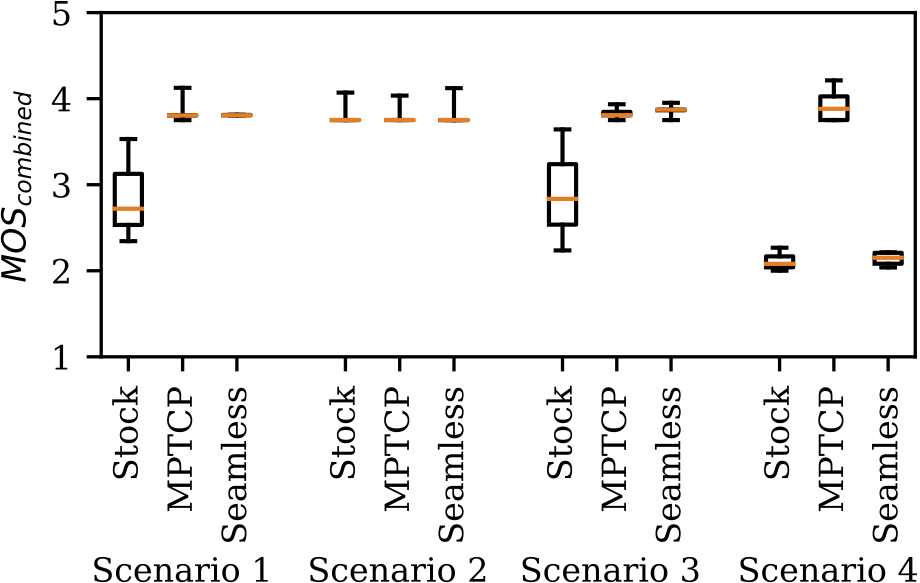 5
4
3
2
1
MOScombined
Stock
MPTCP
Seamless
Stock
MPTCP
Seamless
Stock
MPTCP
Seamless
Stock
MPTCP
Seamless
Scenario 1
Scenario 2
Scenario 3
Scenario 4